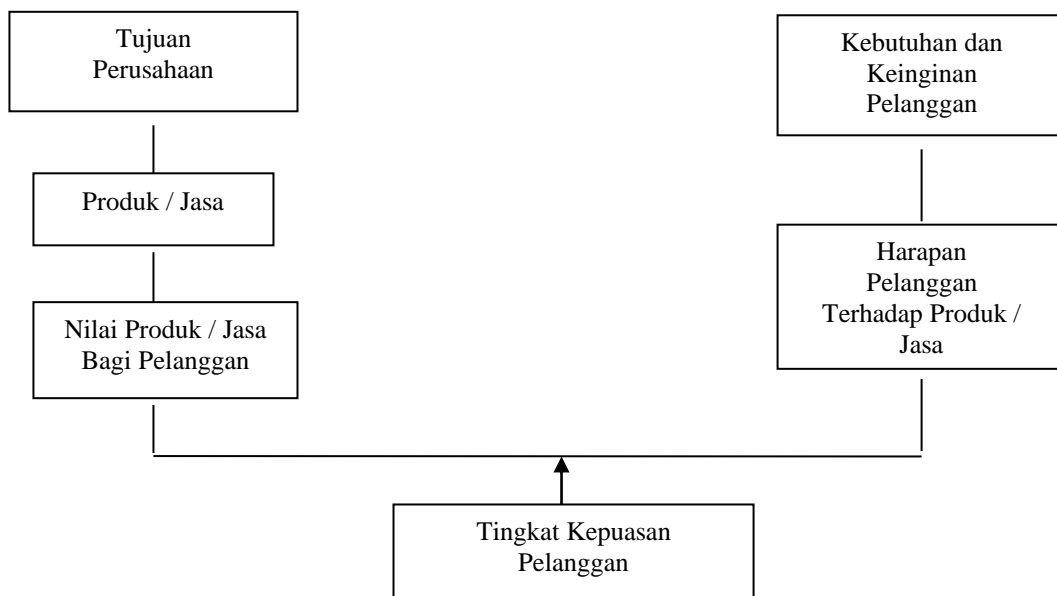 Tujuan
Perusahaan
Kebutuhan dan
Keinginan
Pelanggan
Produk / Jasa
Harapan
Pelanggan
Terhadap Produk /
Jasa
Nilai Produk / Jasa
Bagi Pelanggan
Tingkat Kepuasan
Pelanggan